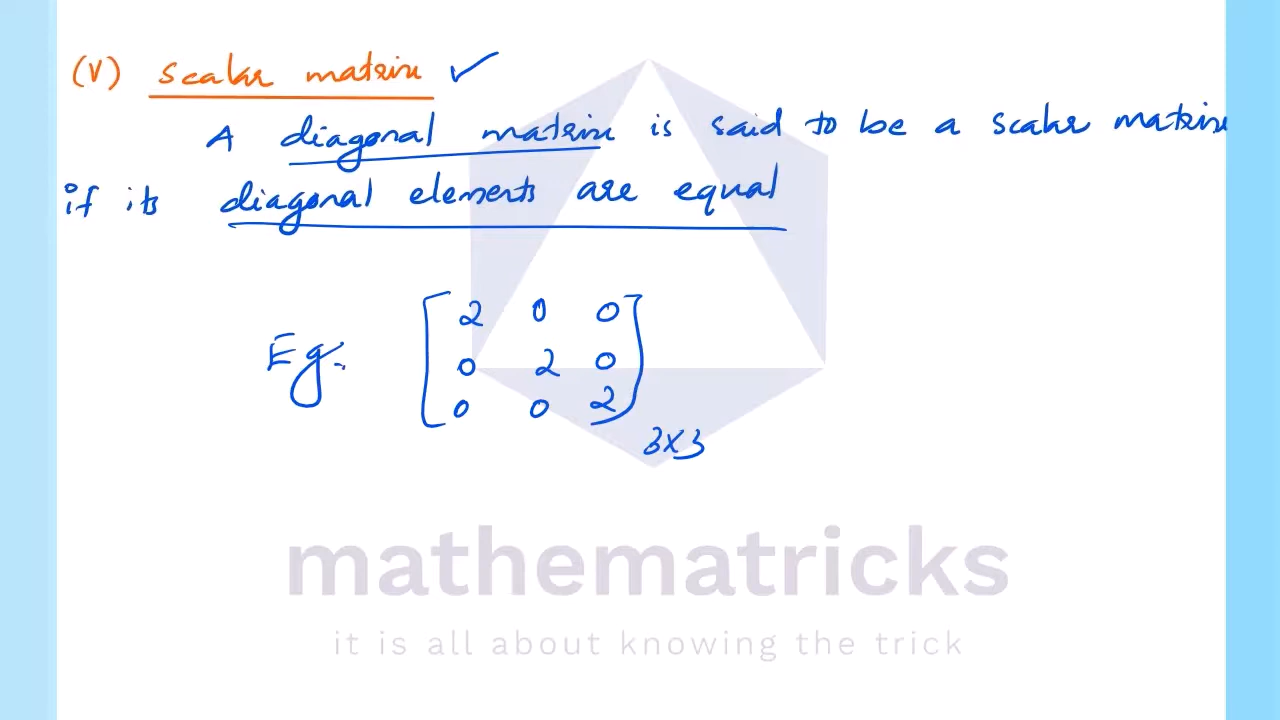 (V) scalar matrix ✓
A diagonal matrix is said to be a scalar matrix
if its diagonal elements are equal
Eg:
2 0 0
0 2 0
0 0 2
3×3
mathematricks
it is all about knowing the trick